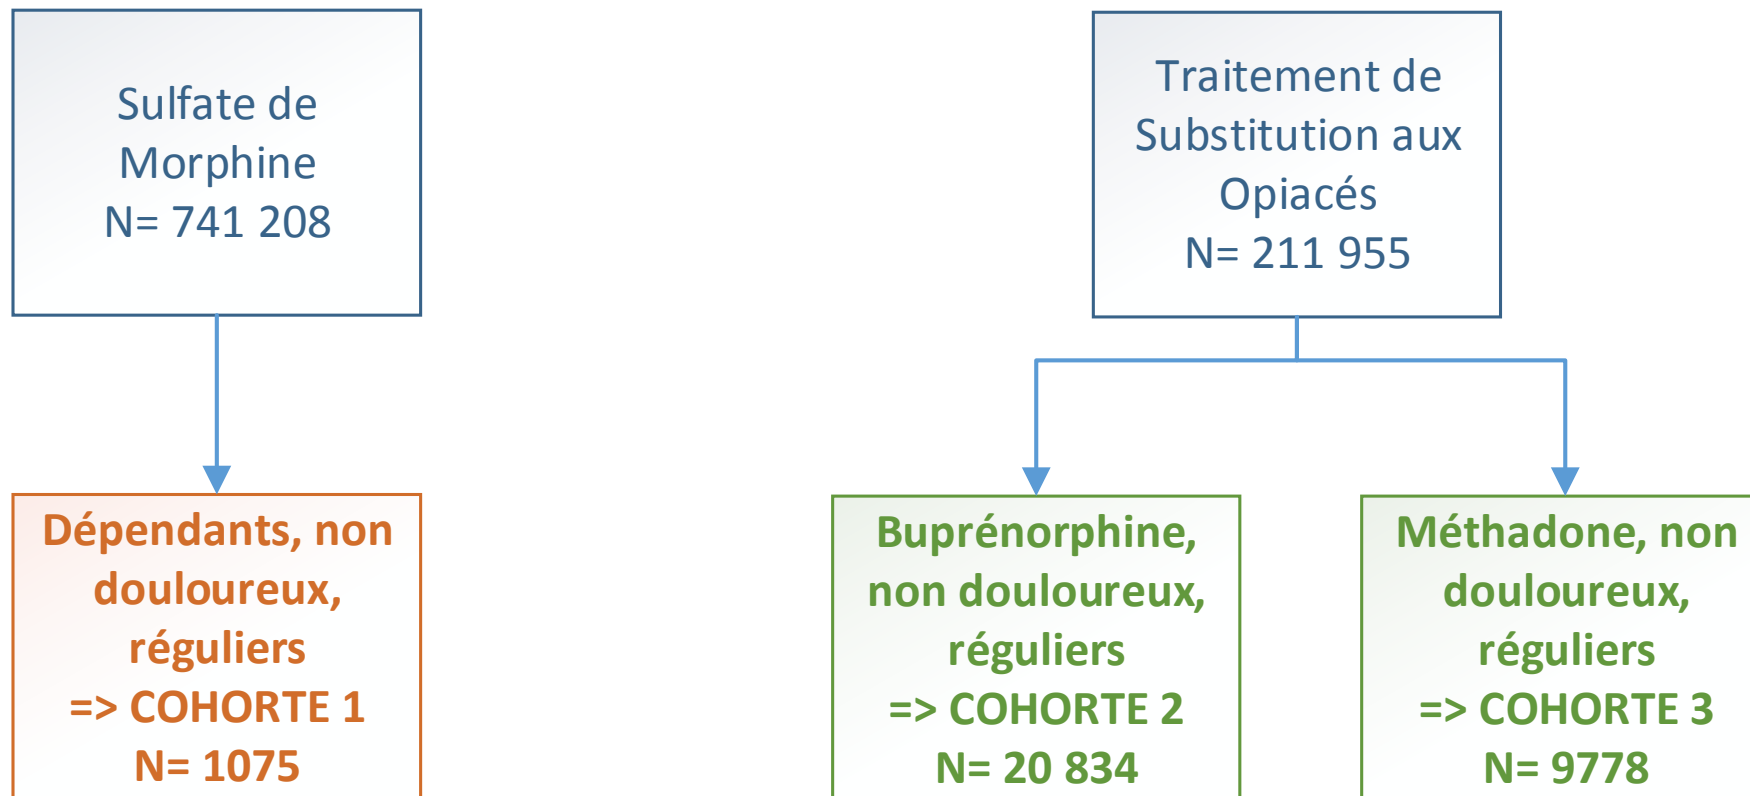 Sulfate de
Morphine
N= 741 208
Traitement de
Substitution aux
Opiacés
N= 211 955
Dépendants, non
douloureux,
réguliers
=> COHORTE 1
N= 1075
Buprénorphine,
non douloureux,
réguliers
=> COHORTE 2
N= 20 834
Méthadone, non
douloureux,
réguliers
=> COHORTE 3
N= 9778